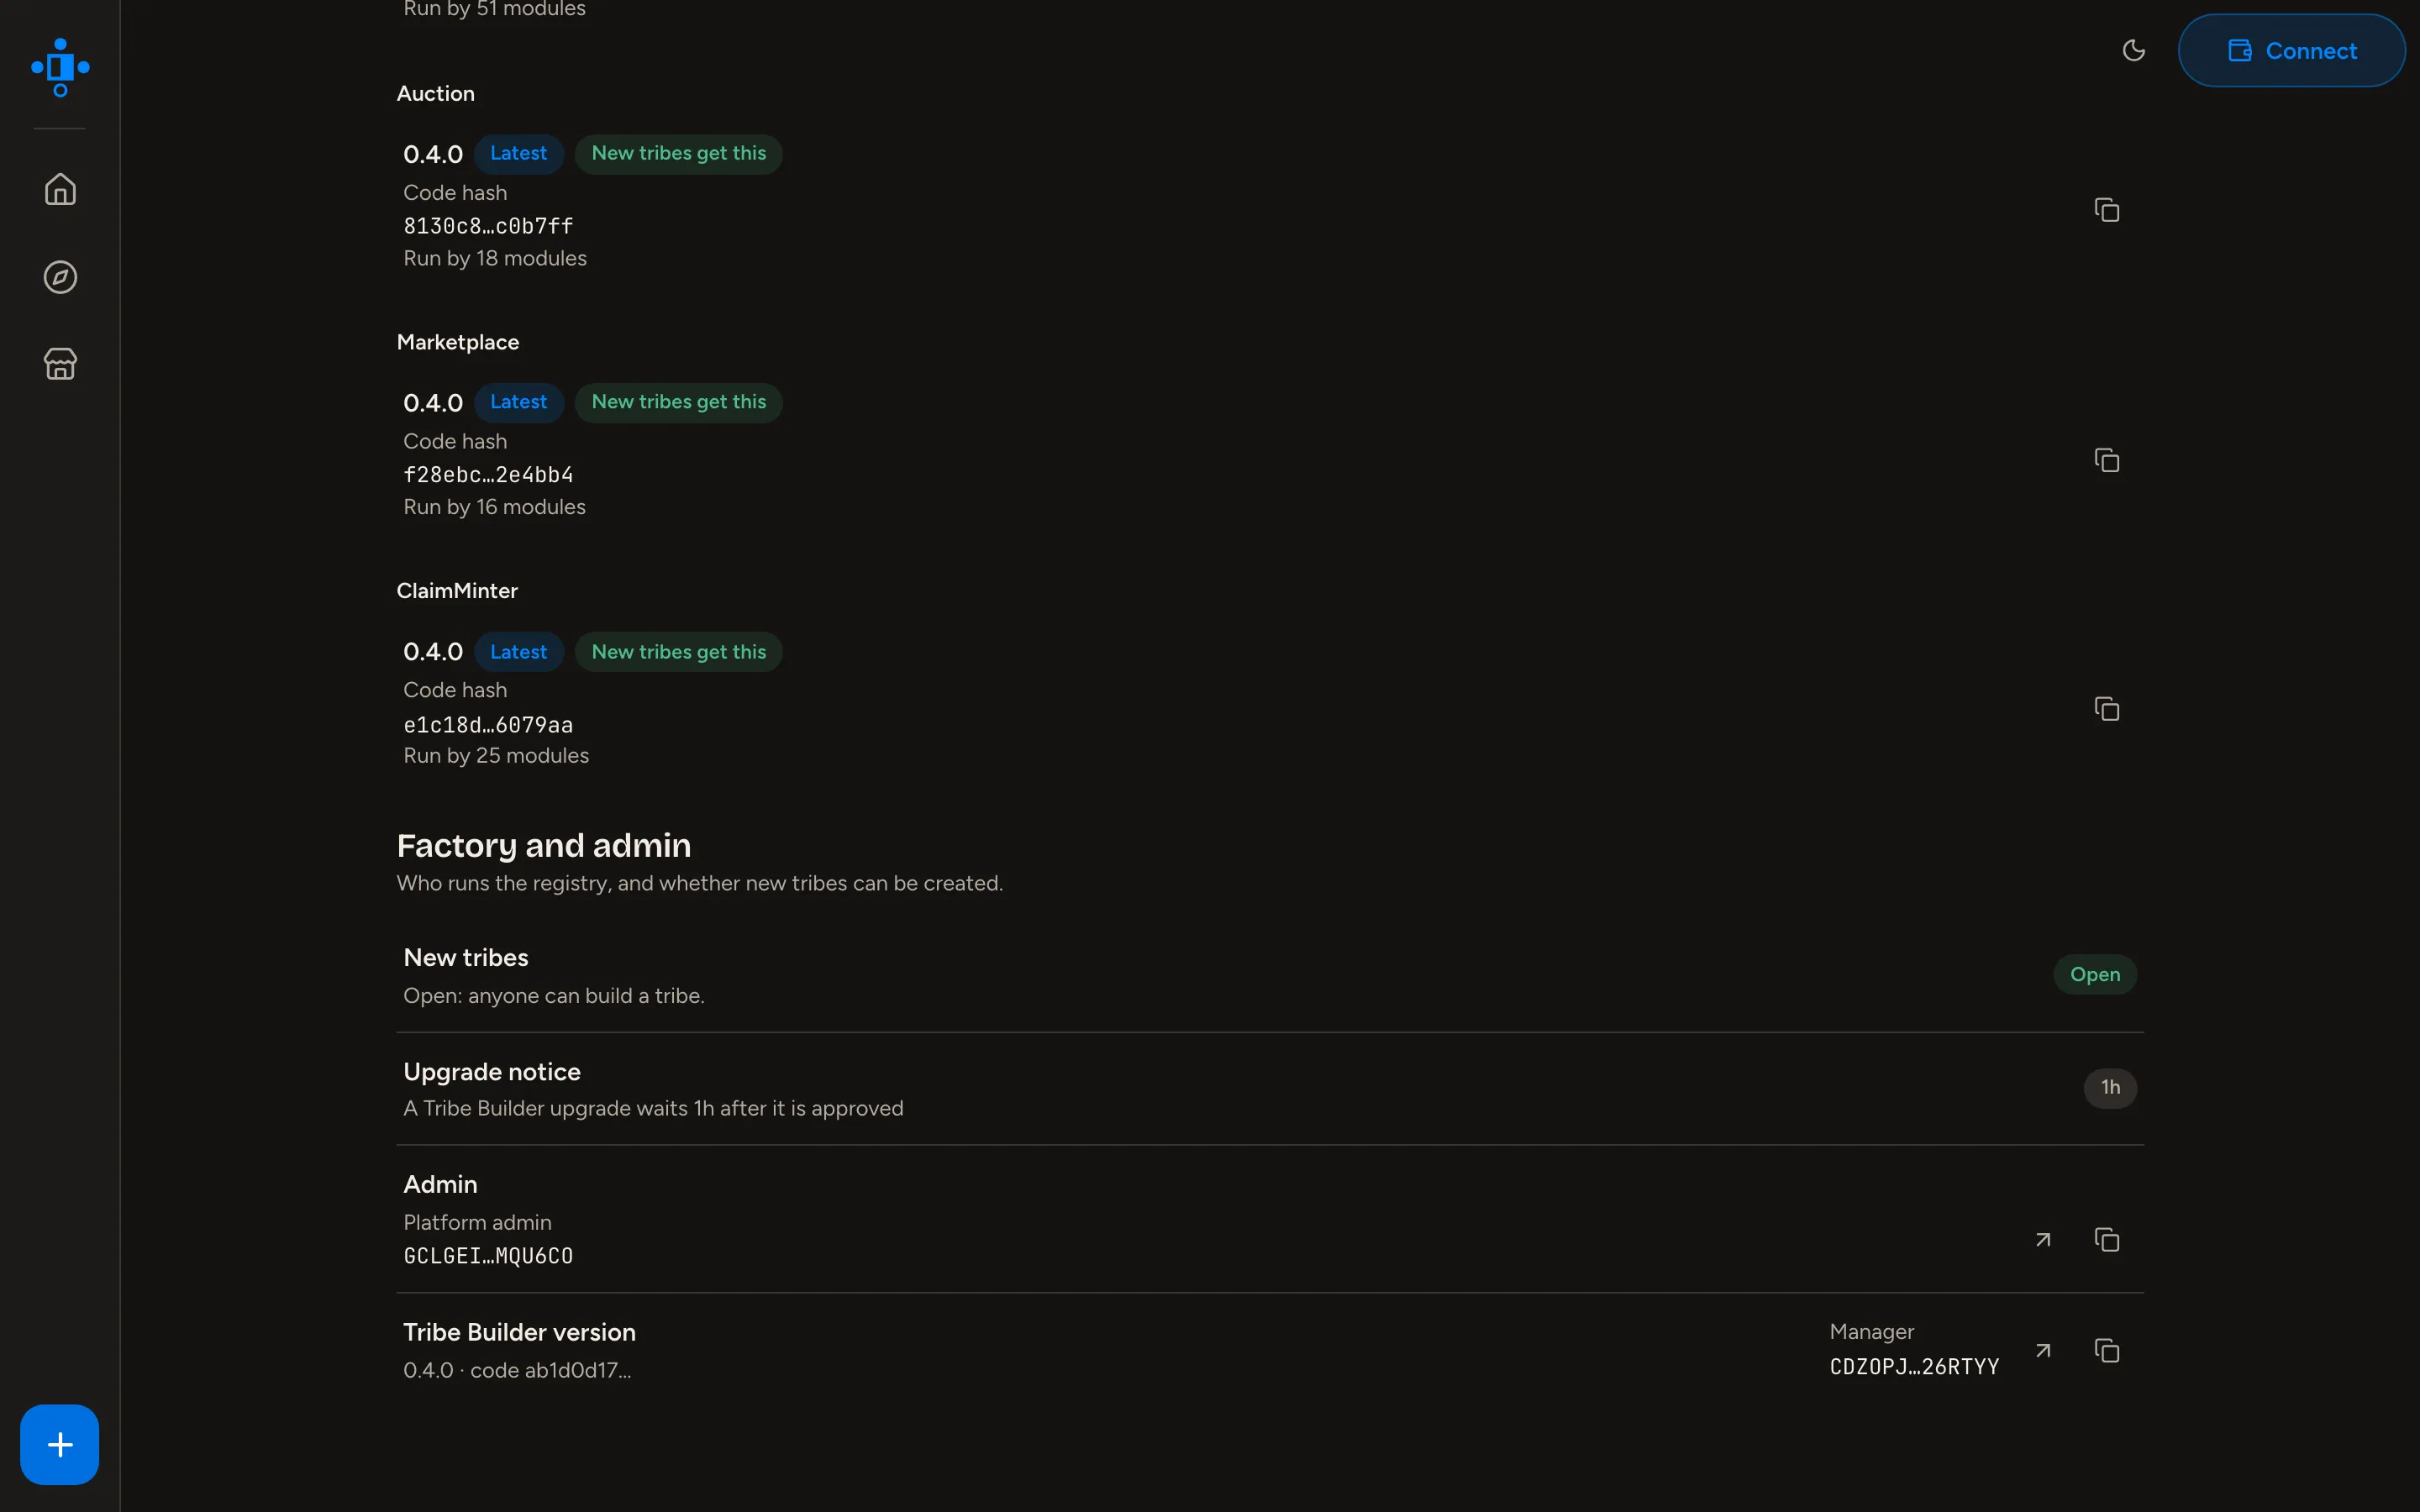 Run by 51 modules
Connect
Auction
0.4.0 Latest New tribes get this
Code hash
8130c8…c0b7ff
Run by 18 modules
Marketplace
0.4.0 Latest New tribes get this
Code hash
f28ebc…2e4bb4
Run by 16 modules
ClaimMinter
0.4.0 Latest New tribes get this
Code hash
e1c18d…6079aa
Run by 25 modules
Factory and admin
Who runs the registry, and whether new tribes can be created.
New tribes
Open: anyone can build a tribe.
Open
Upgrade notice
A Tribe Builder upgrade waits 1h after it is approved
1h
Admin
Platform admin
GCLGEI…MQU6CO
Tribe Builder version
0.4.0 · code ab1d0d17…
Manager
CDZOPJ…26RTYY